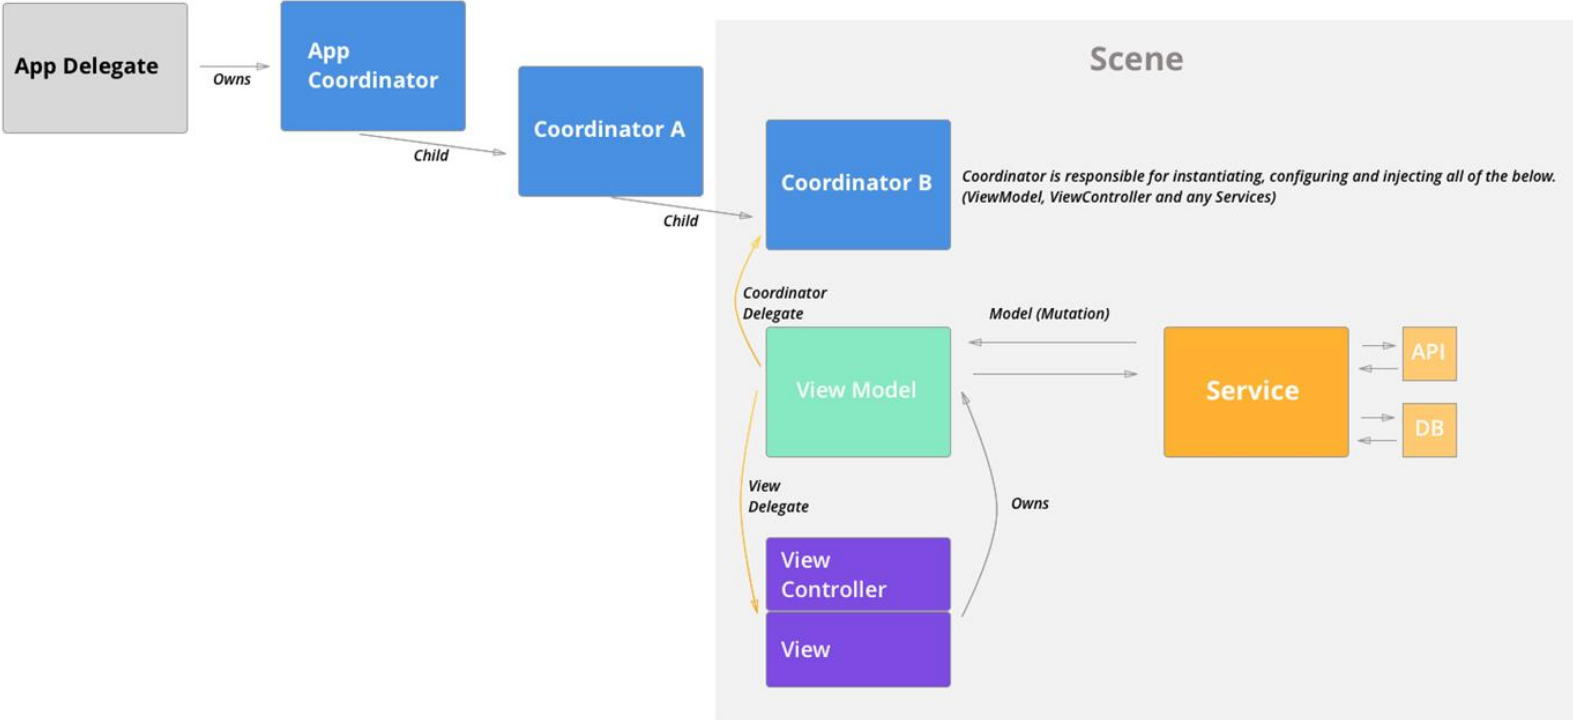 App Delegate
Owns
App
Coordinator
Child
Coordinator A
Child
Scene
Coordinator B
Coordinator is responsible for instantiating, configuring and injecting all of the below.
(ViewModel, ViewController and any Services)
Coordinator
Delegate
Model (Mutation)
View Model
Service
API
DB
View
Delegate
Owns
View
Controller
View